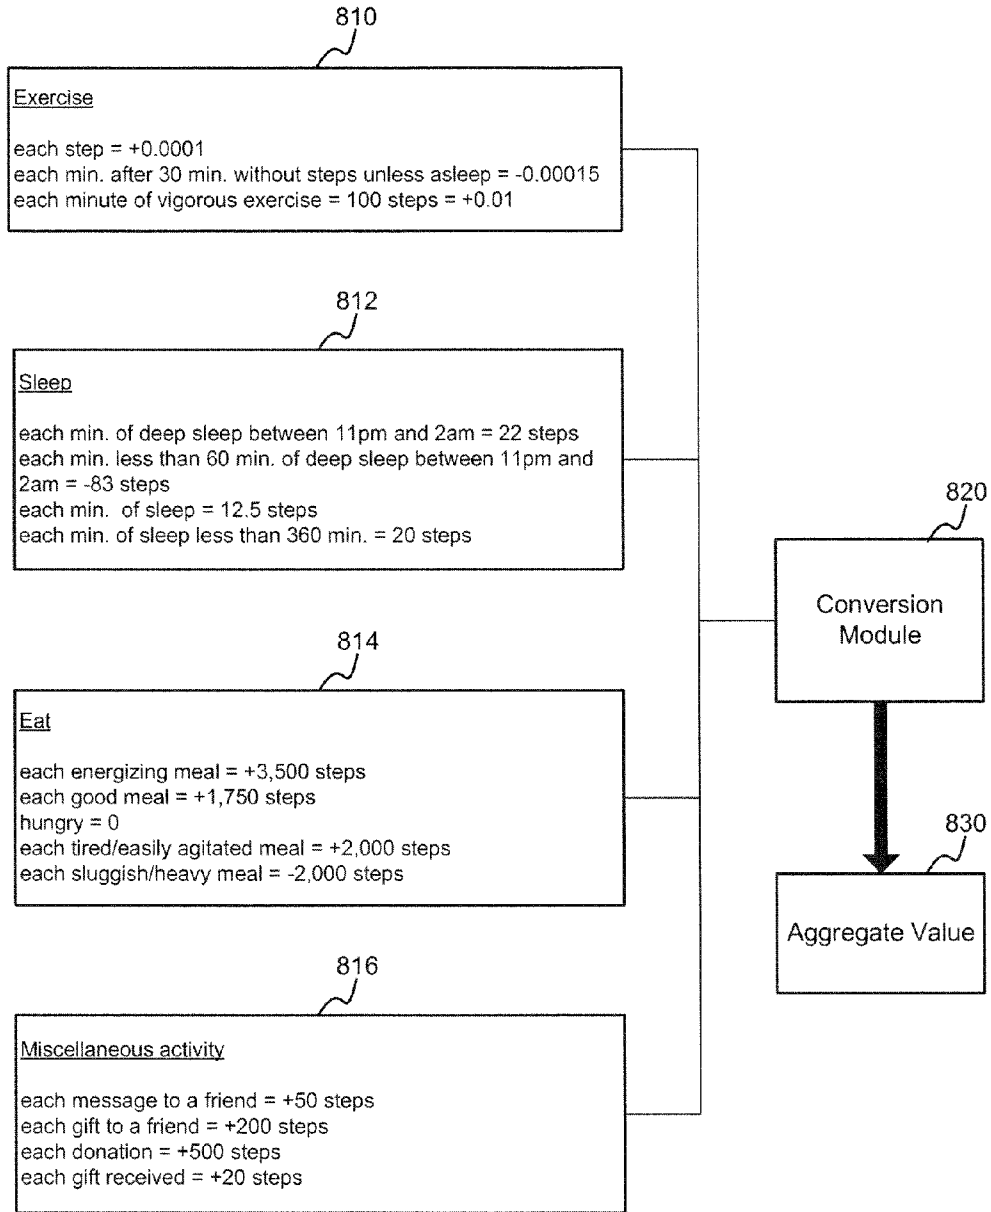 810
Exercise
each step = +0.0001
each min. after 30 min. without steps unless asleep = -0.00015
each minute of vigorous exercise = 100 steps = +0.01
812
Sleep
each min. of deep sleep between 11pm and 2am = 22 steps
each min. less than 60 min. of deep sleep between 11pm and
2am = -83 steps
each min. of sleep = 12.5 steps
each min. of sleep less than 360 min. = 20 steps
814
Eat
each energizing meal = +3,500 steps
each good meal = +1,750 steps
hungry = 0
each tired/easily agitated meal = +2,000 steps
each sluggish/heavy meal = -2,000 steps
816
Miscellaneous activity
each message to a friend = +50 steps
each gift to a friend = +200 steps
each donation = +500 steps
each gift received = +20 steps
820
Conversion
Module
830
Aggregate Value